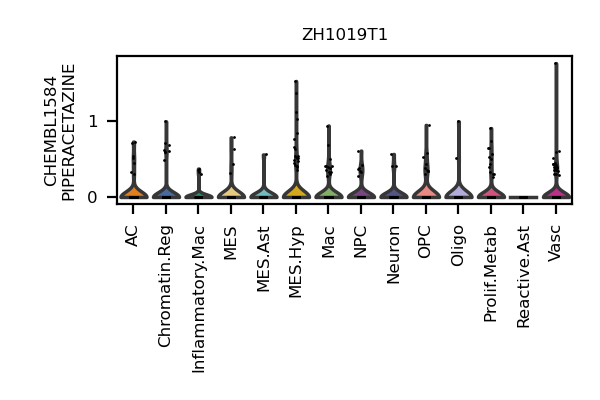 ZH1019T1
CHEMBL1584
PIPERACETAZINE
1
0
AC
Chromatin.Reg
Inflammatory.Mac
MES
MES.Ast
MES.Hyp
Mac
NPC
Neuron
OPC
Oligo
Prolif.Metab
Reactive.Ast
Vasc